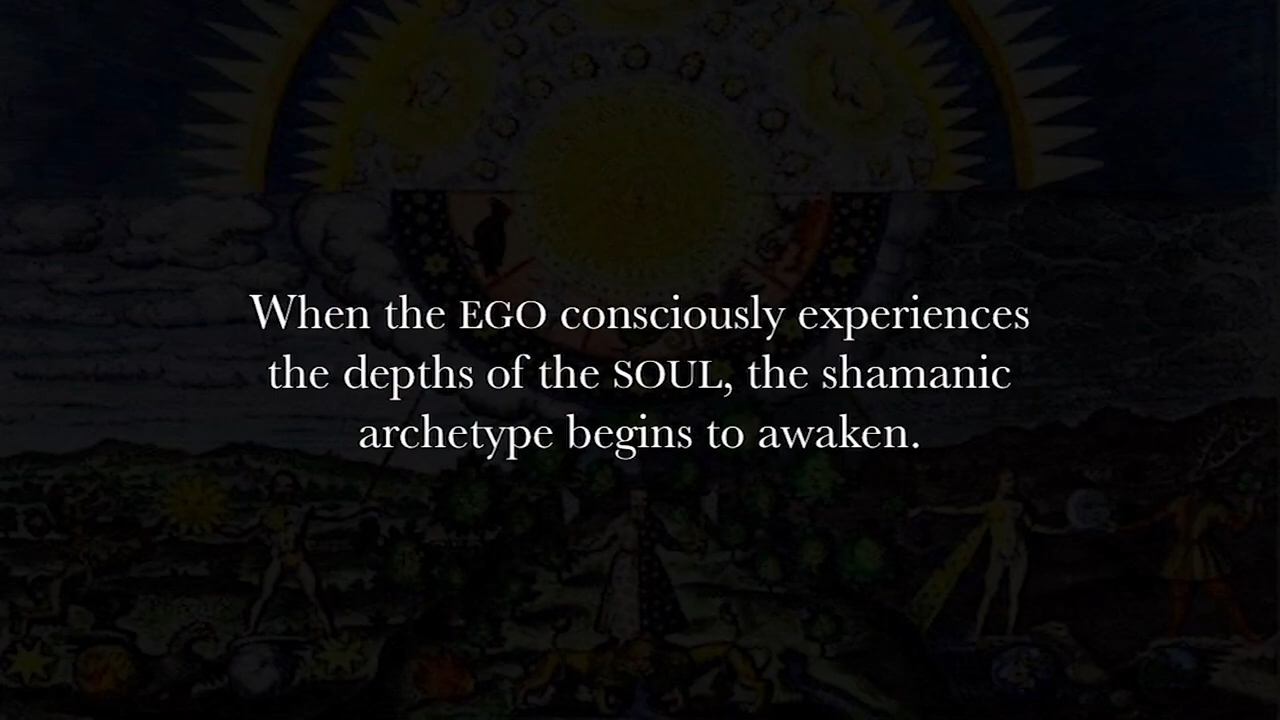 When the EGO consciously experiences
the depths of the SOUL, the shamanic
archetype begins to awaken.